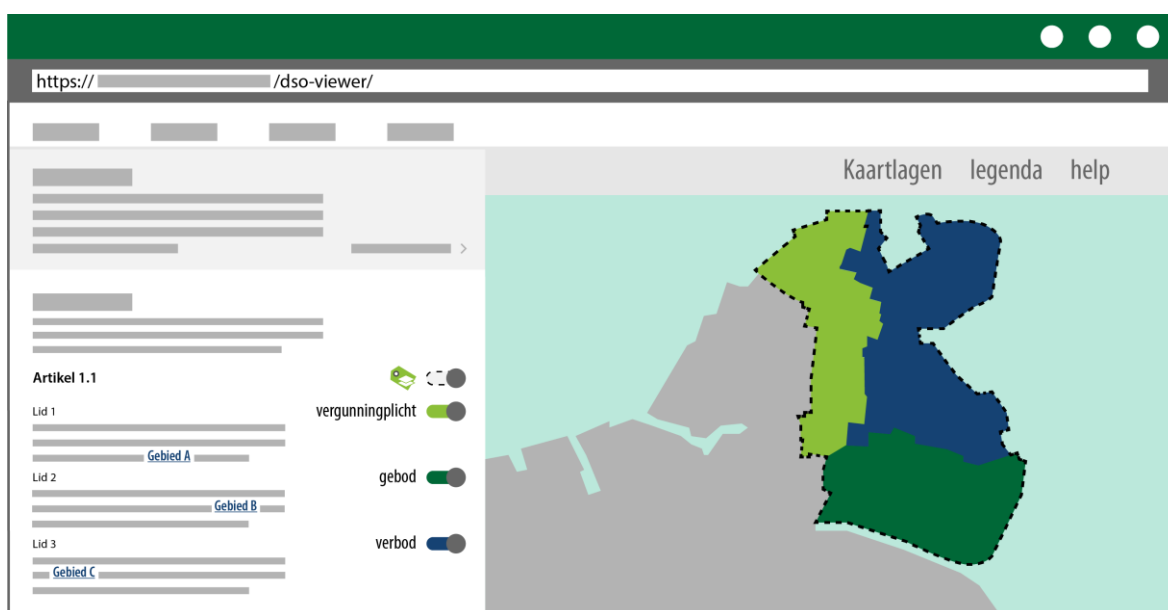 https:// /dso-viewer/
Kaartlagen legenda help
Artikel 1.1
Lid 1 vergunningplicht
Gebied A
Lid 2 gebod
Gebied B
Lid 3 verbod
Gebied C